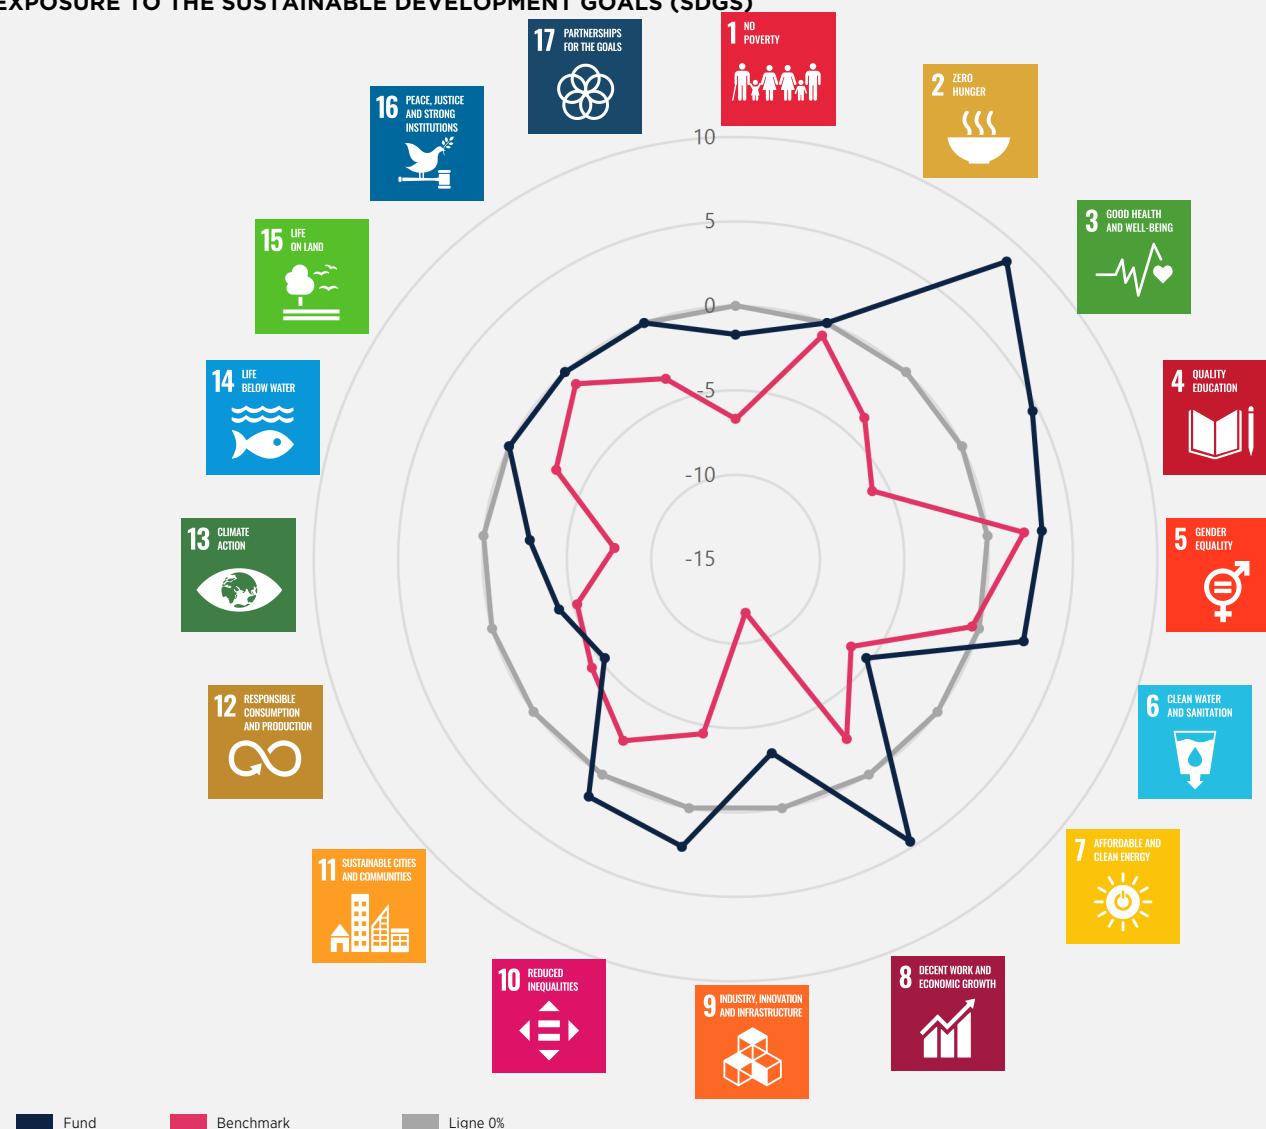 EXPOSURE TO THE SUSTAINABLE DEVELOPMENT GOALS (SDGS)
1 NO
POVERTY
2 ZERO
HUNGER
3 GOOD HEALTH
AND WELL-BEING
4 QUALITY
EDUCATION
5 GENDER
EQUALITY
6 CLEAN WATER
AND SANITATION
7 AFFORDABLE AND
CLEAN ENERGY
8 DECENT WORK AND
ECONOMIC GROWTH
9 INDUSTRY, INNOVATION
AND INFRASTRUCTURE
10 REDUCED
INEQUALITIES
11 SUSTAINABLE CITIES
AND COMMUNITIES
12 RESPONSIBLE
CONSUMPTION
AND PRODUCTION
13 CLIMATE
ACTION
14 LIFE
BELOW WATER
15 LIFE
ON LAND
16 PEACE, JUSTICE
AND STRONG
INSTITUTIONS
17 PARTNERSHIPS
FOR THE GOALS
10
5
0
-5
-10
-15
Fund
Benchmark
Ligne 0%